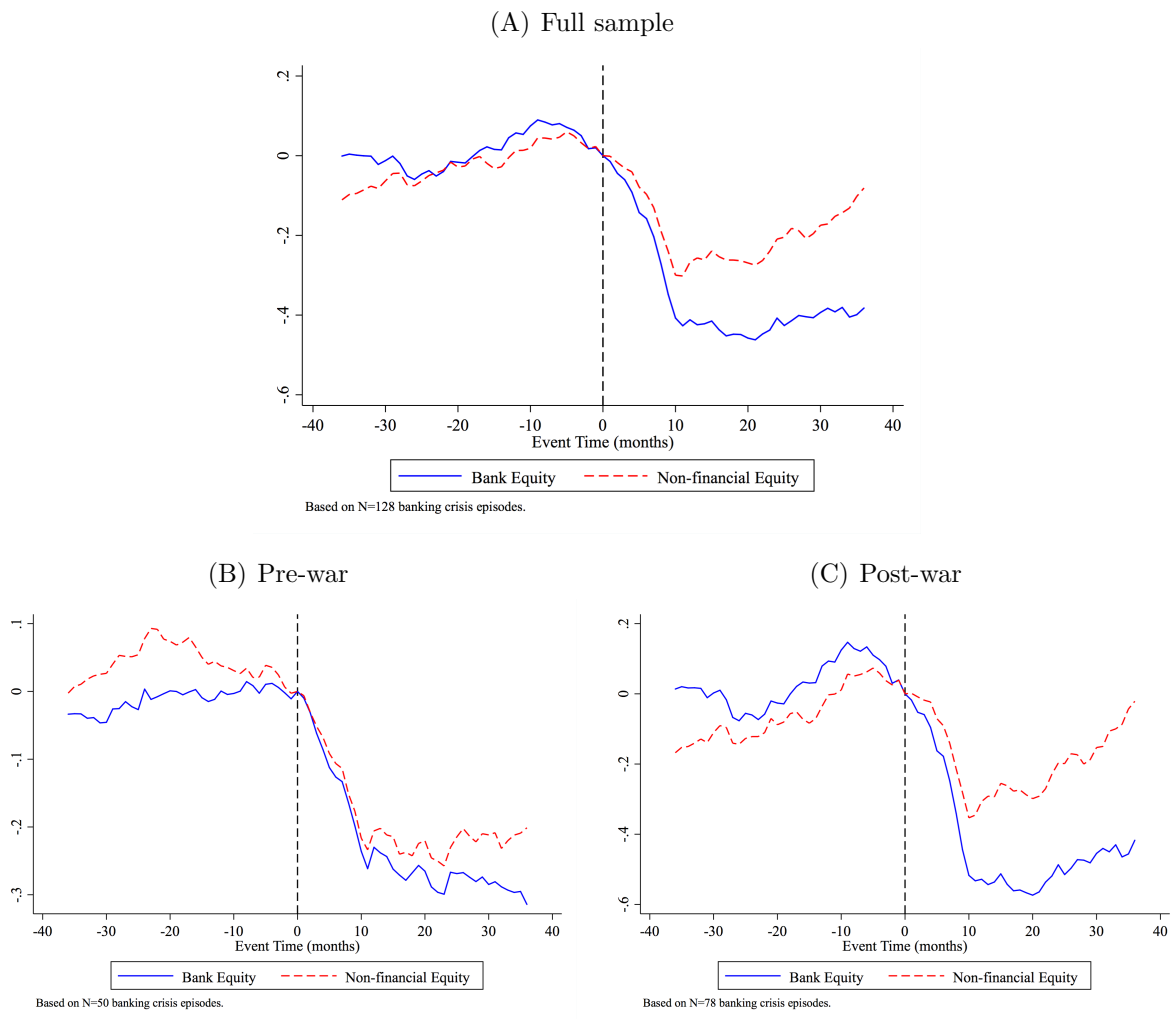 (A) Full sample
.2
0
-.2
-.4
-.6
-40 -30 -20 -10 0 10 20 30 40
Event Time (months)
Bank Equity Non-financial Equity
Based on N=128 banking crisis episodes.
(B) Pre-war
.1
0
-.1
-.2
-.3
-40 -30 -20 -10 0 10 20 30 40
Event Time (months)
Bank Equity Non-financial Equity
Based on N=50 banking crisis episodes.
(C) Post-war
.2
0
-.2
-.4
-.6
-40 -30 -20 -10 0 10 20 30 40
Event Time (months)
Bank Equity Non-financial Equity
Based on N=78 banking crisis episodes.